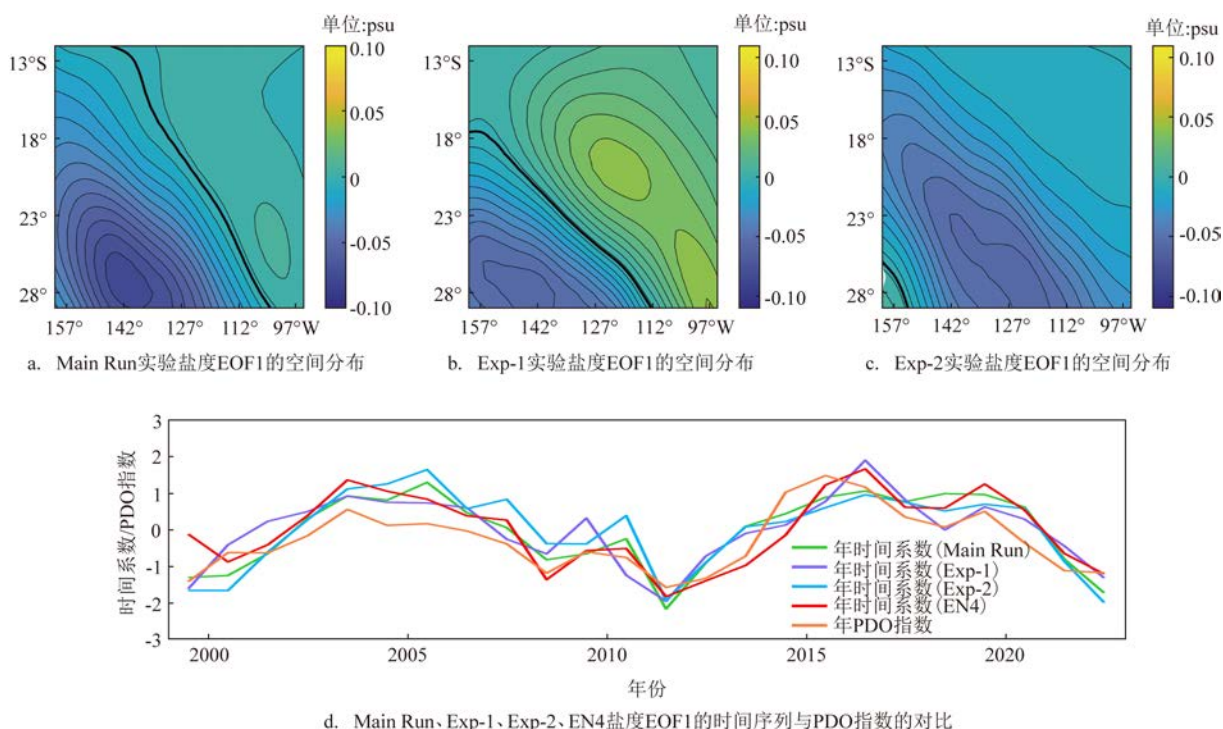 单位:psu
单位:psu
单位:psu
13°S
18°
23°
28°
157° 142° 127° 112° 97°W
0.10
0.05
0
-0.05
-0.10
13°S
18°
23°
28°
157° 142° 127° 112° 97°W
0.10
0.05
0
-0.05
-0.10
13°S
18°
23°
28°
157° 142° 127° 112° 97°W
0.10
0.05
0
-0.05
-0.10
a. Main Run实验盐度EOF1的空间分布
b. Exp-1实验盐度EOF1的空间分布
c. Exp-2实验盐度EOF1的空间分布
时间系数/PDO指数
3
2
1
0
-1
-2
-3
年时间系数(Main Run)
年时间系数(Exp-1)
年时间系数(Exp-2)
年时间系数(EN4)
年PDO指数
2000 2005 2010 2015 2020
年份
d. Main Run、Exp-1、Exp-2、EN4盐度EOF1的时间序列与PDO指数的对比